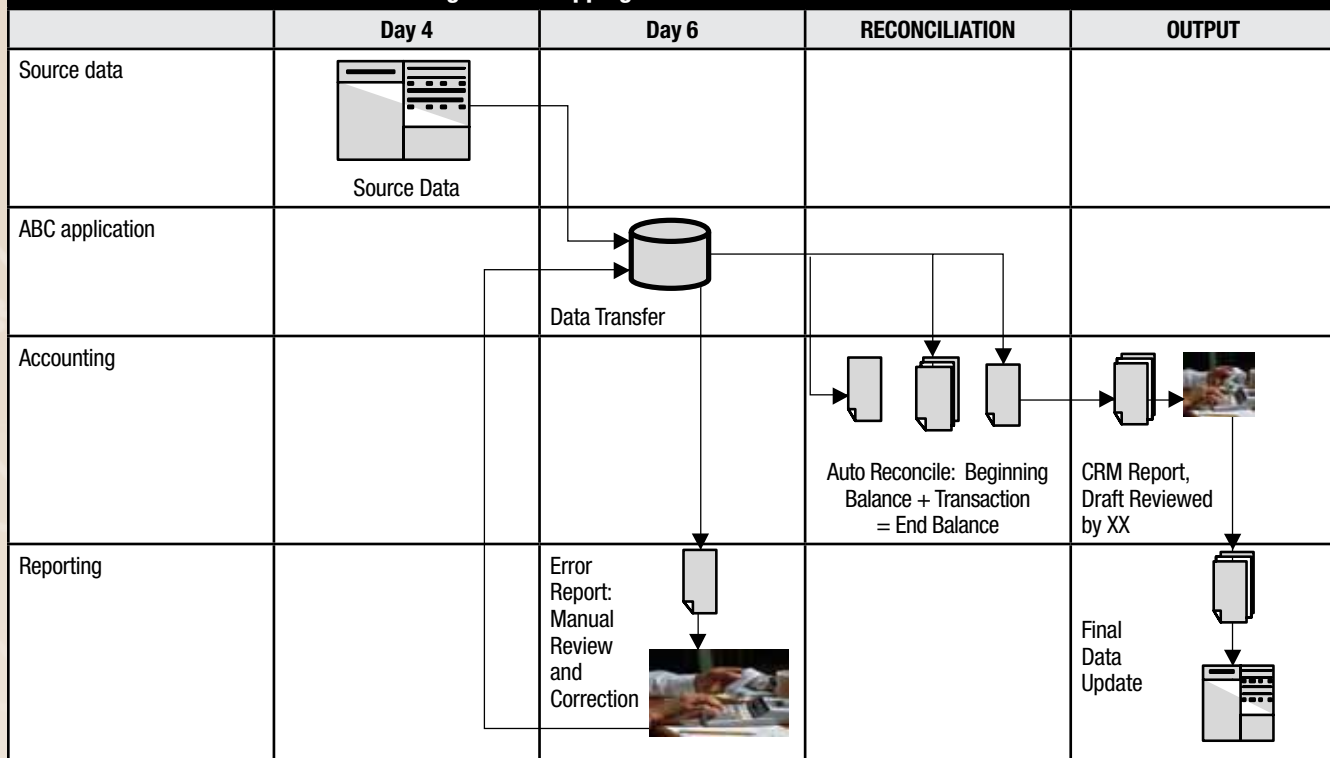 Day 4
Day 6
RECONCILIATION
OUTPUT
Source data
Source Data
ABC application
Data Transfer
Accounting
Auto Reconcile: Beginning
Balance + Transaction
= End Balance
CRM Report,
Draft Reviewed
by XX
Reporting
Error
Report:
Manual
Review
and
Correction
Final
Data
Update